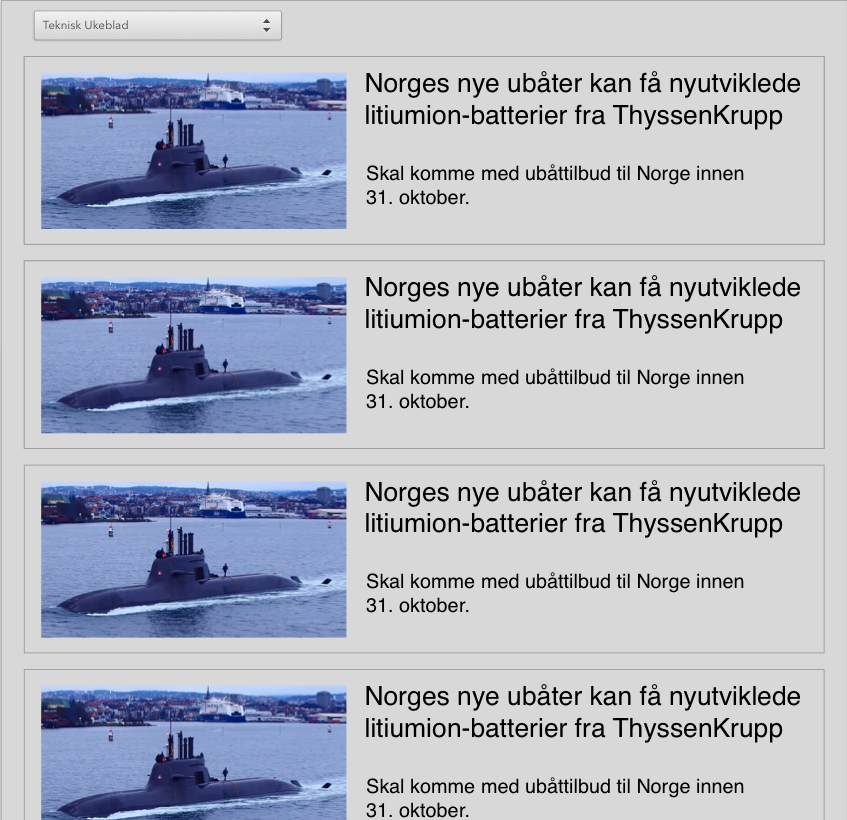 Teknisk Ukeblad
Norges nye ubåter kan få nyutviklede
litiumion-batterier fra ThyssenKrupp
Skal komme med ubåttilbud til Norge innen
31. oktober.
Norges nye ubåter kan få nyutviklede
litiumion-batterier fra ThyssenKrupp
Skal komme med ubåttilbud til Norge innen
31. oktober.
Norges nye ubåter kan få nyutviklede
litiumion-batterier fra ThyssenKrupp
Skal komme med ubåttilbud til Norge innen
31. oktober.
Norges nye ubåter kan få nyutviklede
litiumion-batterier fra ThyssenKrupp
Skal komme med ubåttilbud til Norge innen
31. oktober.